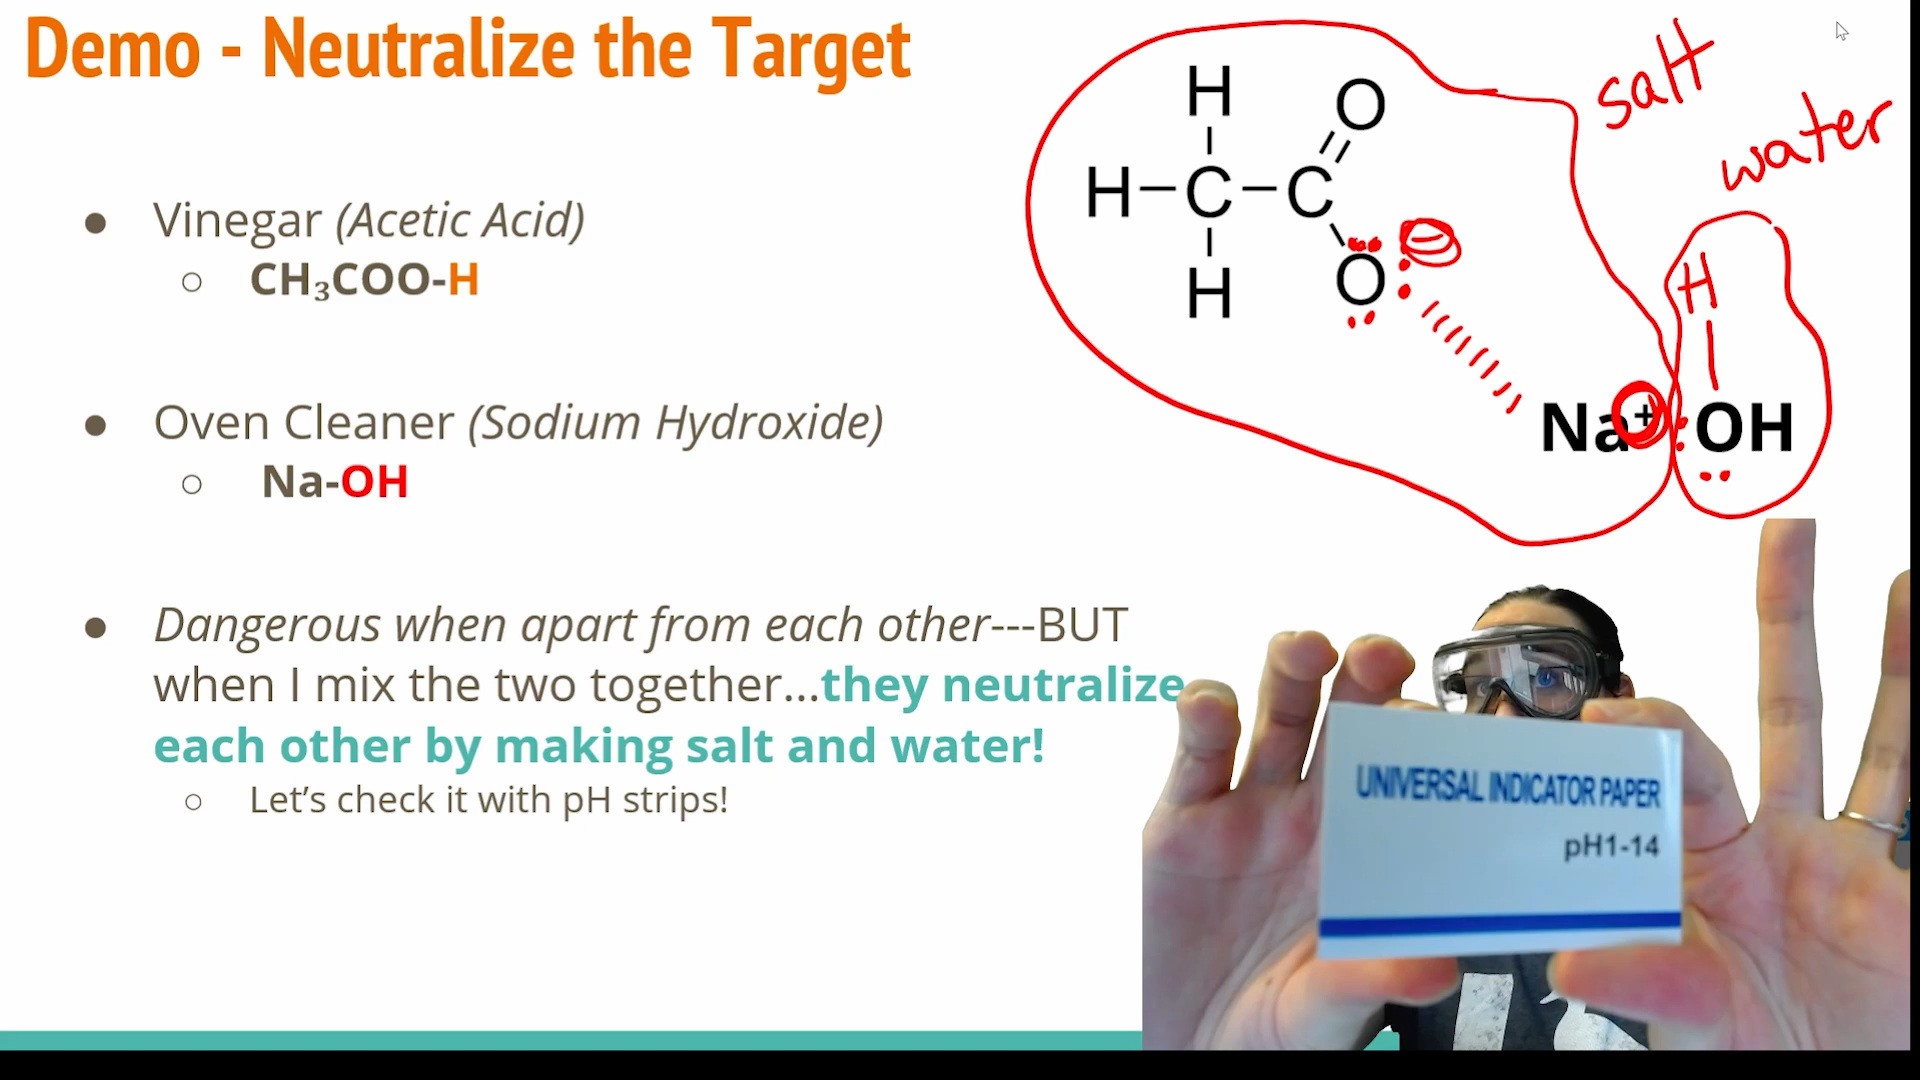 Demo - Neutralize the Target
● Vinegar (Acetic Acid)
○ CH₃COO-H
● Oven Cleaner (Sodium Hydroxide)
○ Na-OH
● Dangerous when apart from each other---BUT
when I mix the two together...they neutralize
each other by making salt and water!
○ Let's check it with pH strips!
salt
water
H
O
H-C-C
H
O
H
Na⁺
OH
UNIVERSAL INDICATOR PAPER
pH1-14